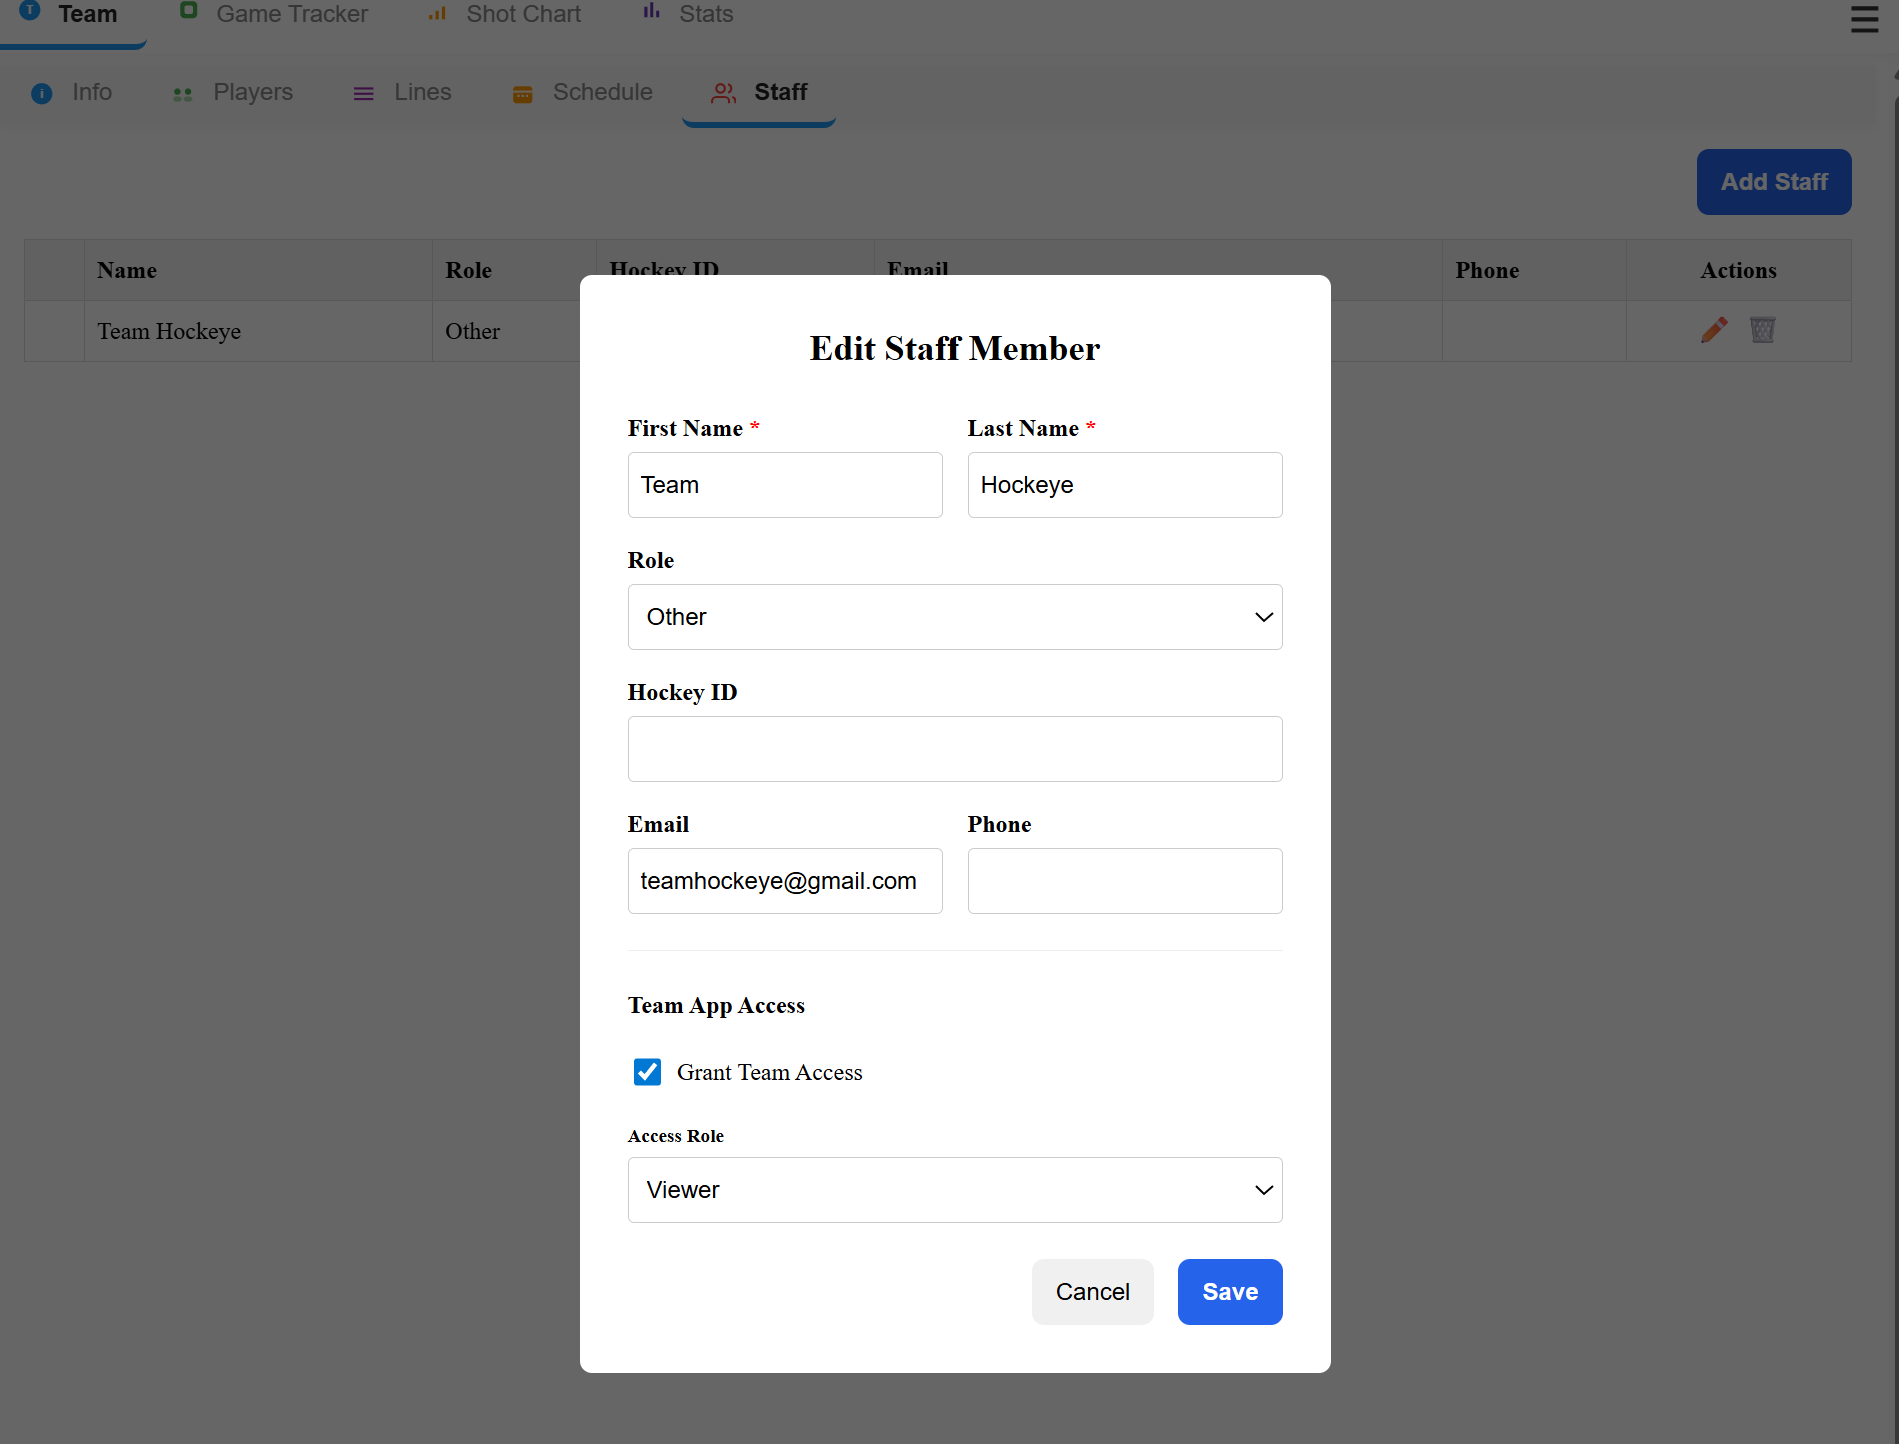 Team Game Tracker Shot Chart Stats
Info Players Lines Schedule Staff
Add Staff
Name Role Hockey ID Email Phone Actions
Team Hockeye Other
Edit Staff Member
First Name * Last Name *
Team Hockeye
Role
Other
Hockey ID
Email Phone
teamhockeye@gmail.com
Team App Access
Grant Team Access
Access Role
Viewer
Cancel Save